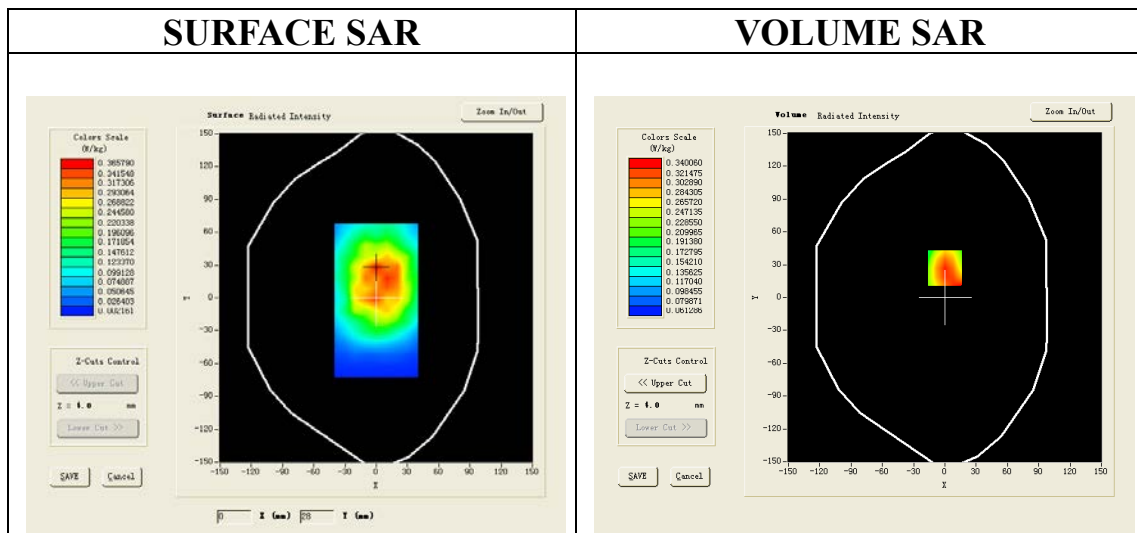 SURFACE SAR
VOLUME SAR
Surface Radiated Intensity
Zoom In/Out
Colors Scale
(W/kg)
0.365790
0.341548
0.317306
0.293064
0.268822
0.244580
0.220338
0.196096
0.171854
0.147612
0.123370
0.099128
0.074887
0.050645
0.026403
0.002161
150
120
90
60
30
0
-30
-60
-90
-120
-150
Y
-150 -120 -90 -60 -30 0 30 60 90 120 150
X
Z-Cuts Control
<< Upper Cut
Z = 4.0 mm
Lower Cut >>
SAVE Cancel
0 X (mm) 28 Y (mm)
Volume Radiated Intensity
Zoom In/Out
Colors Scale
(W/kg)
0.340060
0.321475
0.302890
0.284305
0.265720
0.247135
0.228550
0.209965
0.191380
0.172795
0.154210
0.135625
0.117040
0.098455
0.079871
0.061286
150
120
90
60
30
0
-30
-60
-90
-120
-150
Y
-150 -120 -90 -60 -30 0 30 60 90 120 150
X
Z-Cuts Control
<< Upper Cut
Z = 4.0 mm
Lower Cut >>
SAVE Cancel